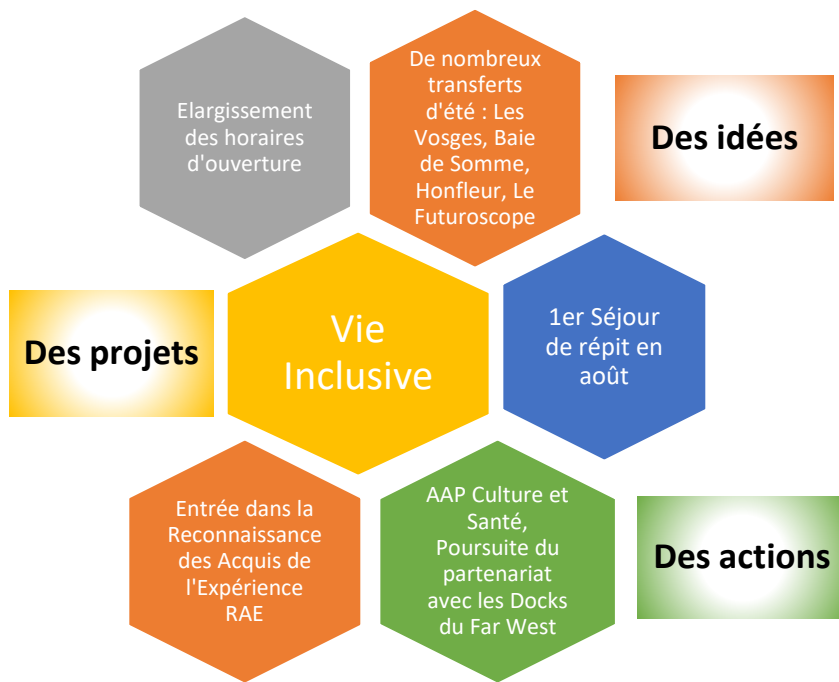 Elargissement
des horaires
d'ouverture
De nombreux
transferts
d'été : Les
Vosges, Baie
de Somme,
Honfleur, Le
Futuroscope
Des idées
Des projets
Vie
Inclusive
1er Séjour
de répit en
août
Entrée dans la
Reconnaissance
des Acquis de
l'Expérience
RAE
AAP Culture et
Santé,
Poursuite du
partenariat
avec les Docks
du Far West
Des actions